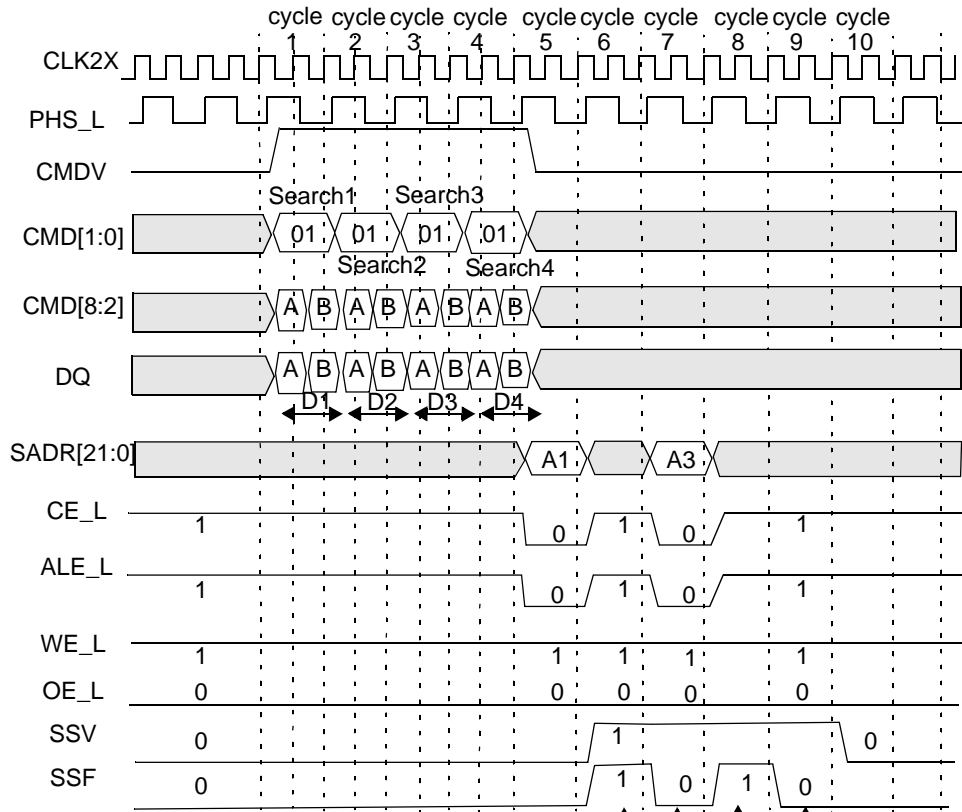 cycle cycle cycle cycle cycle cycle cycle cycle cycle cycle
1 2 3 4 5 6 7 8 9 10
CLK2X
PHS_L
CMDV
Search1 Search3
CMD[1:0] 01 01 01 01
Search2 Search4
CMD[8:2] A B A B A B A B
DQ A B A B A B A B
D1 D2 D3 D4
SADR[21:0] A1 A3
CE_L 1 0 1 0 1
ALE_L 1 0 1 0 1
WE_L 1 1 1 1 1
OE_L 0 0 0 0 0
SSV 0 1 0
SSF 0 1 0 1 0